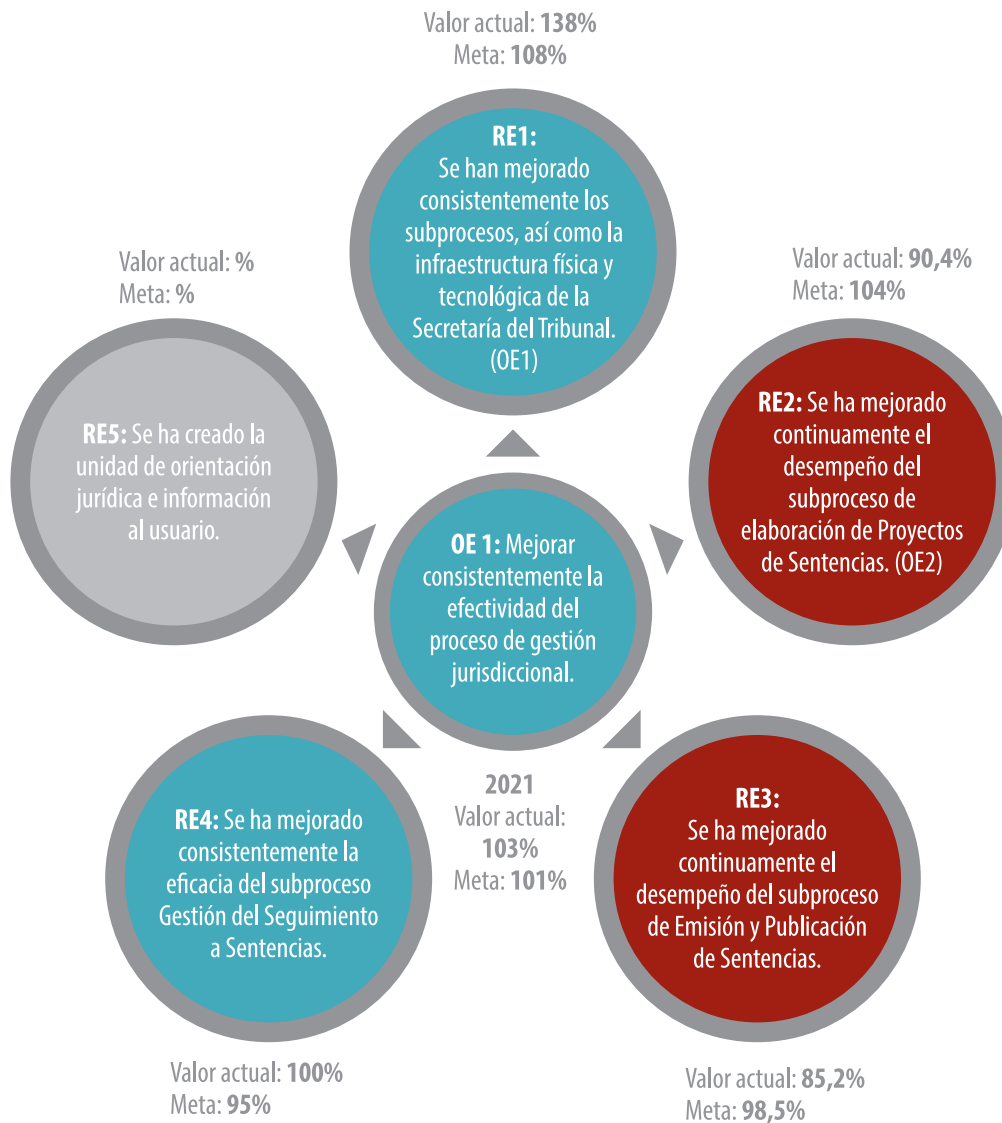 Valor actual: 138%
Meta: 108%
RE1:
Se han mejorado
consistentemente los
subprocesos, así como la
infraestructura física y
tecnológica de la
Secretaría del Tribunal.
(OE1)
Valor actual: %
Meta: %
RE5: Se ha creado la
unidad de orientación
jurídica e información
al usuario.
Valor actual: 90,4%
Meta: 104%
RE2: Se ha mejorado
continuamente el
desempeño del
subproceso de
elaboración de Proyectos
de Sentencias. (OE2)
OE 1: Mejorar
consistentemente la
efectividad del
proceso de gestión
jurisdiccional.
2021
Valor actual:
103%
Meta: 101%
RE4: Se ha mejorado
consistentemente la
eficacia del subproceso
Gestión del Seguimiento
a Sentencias.
Valor actual: 100%
Meta: 95%
RE3:
Se ha mejorado
continuamente el
desempeño del subproceso
de Emisión y Publicación
de Sentencias.
Valor actual: 85,2%
Meta: 98,5%